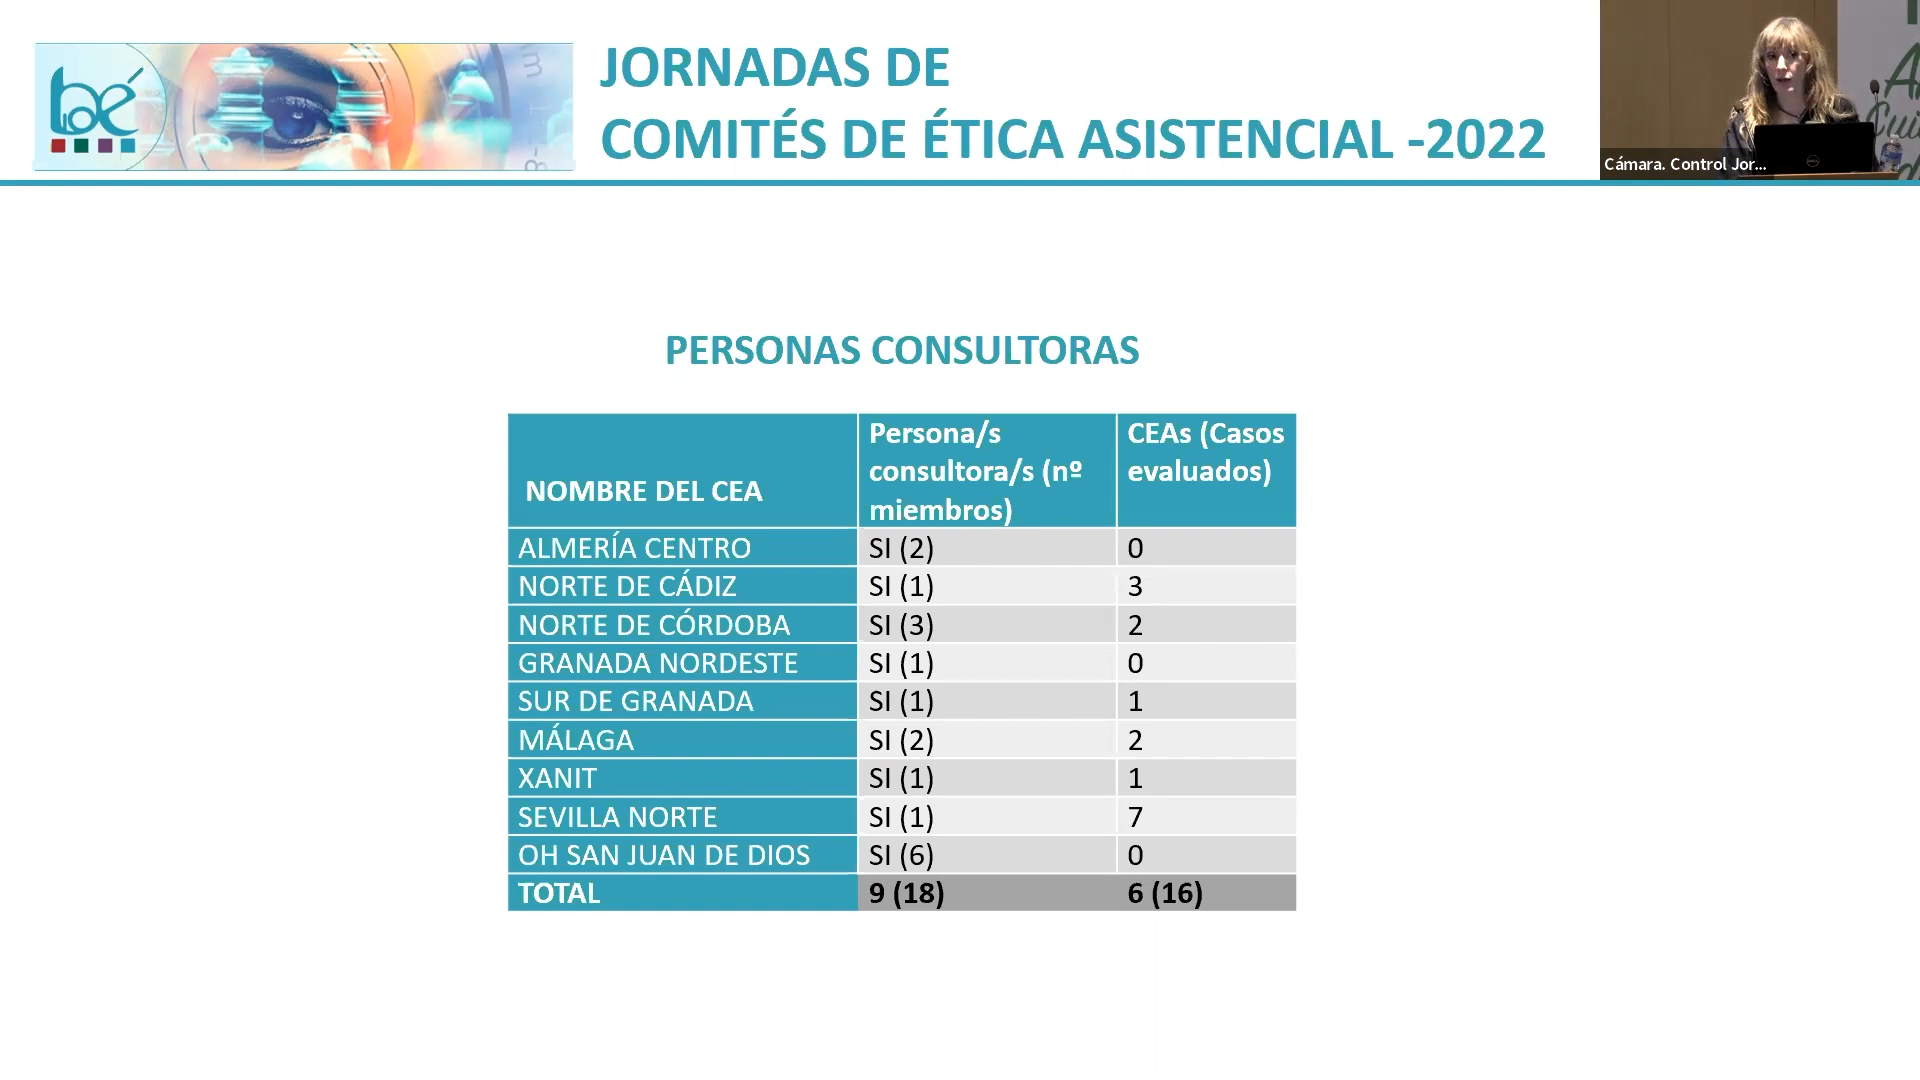 bioé
JORNADAS DE
COMITÉS DE ÉTICA ASISTENCIAL -2022
Cámara. Control Jor...
PERSONAS CONSULTORAS
NOMBRE DEL CEA
Persona/s
consultora/s (nº
miembros)
CEAs (Casos
evaluados)
ALMERÍA CENTRO SI (2) 0
NORTE DE CÁDIZ SI (1) 3
NORTE DE CÓRDOBA SI (3) 2
GRANADA NORDESTE SI (1) 0
SUR DE GRANADA SI (1) 1
MÁLAGA SI (2) 2
XANIT SI (1) 1
SEVILLA NORTE SI (1) 7
OH SAN JUAN DE DIOS SI (6) 0
TOTAL 9 (18) 6 (16)